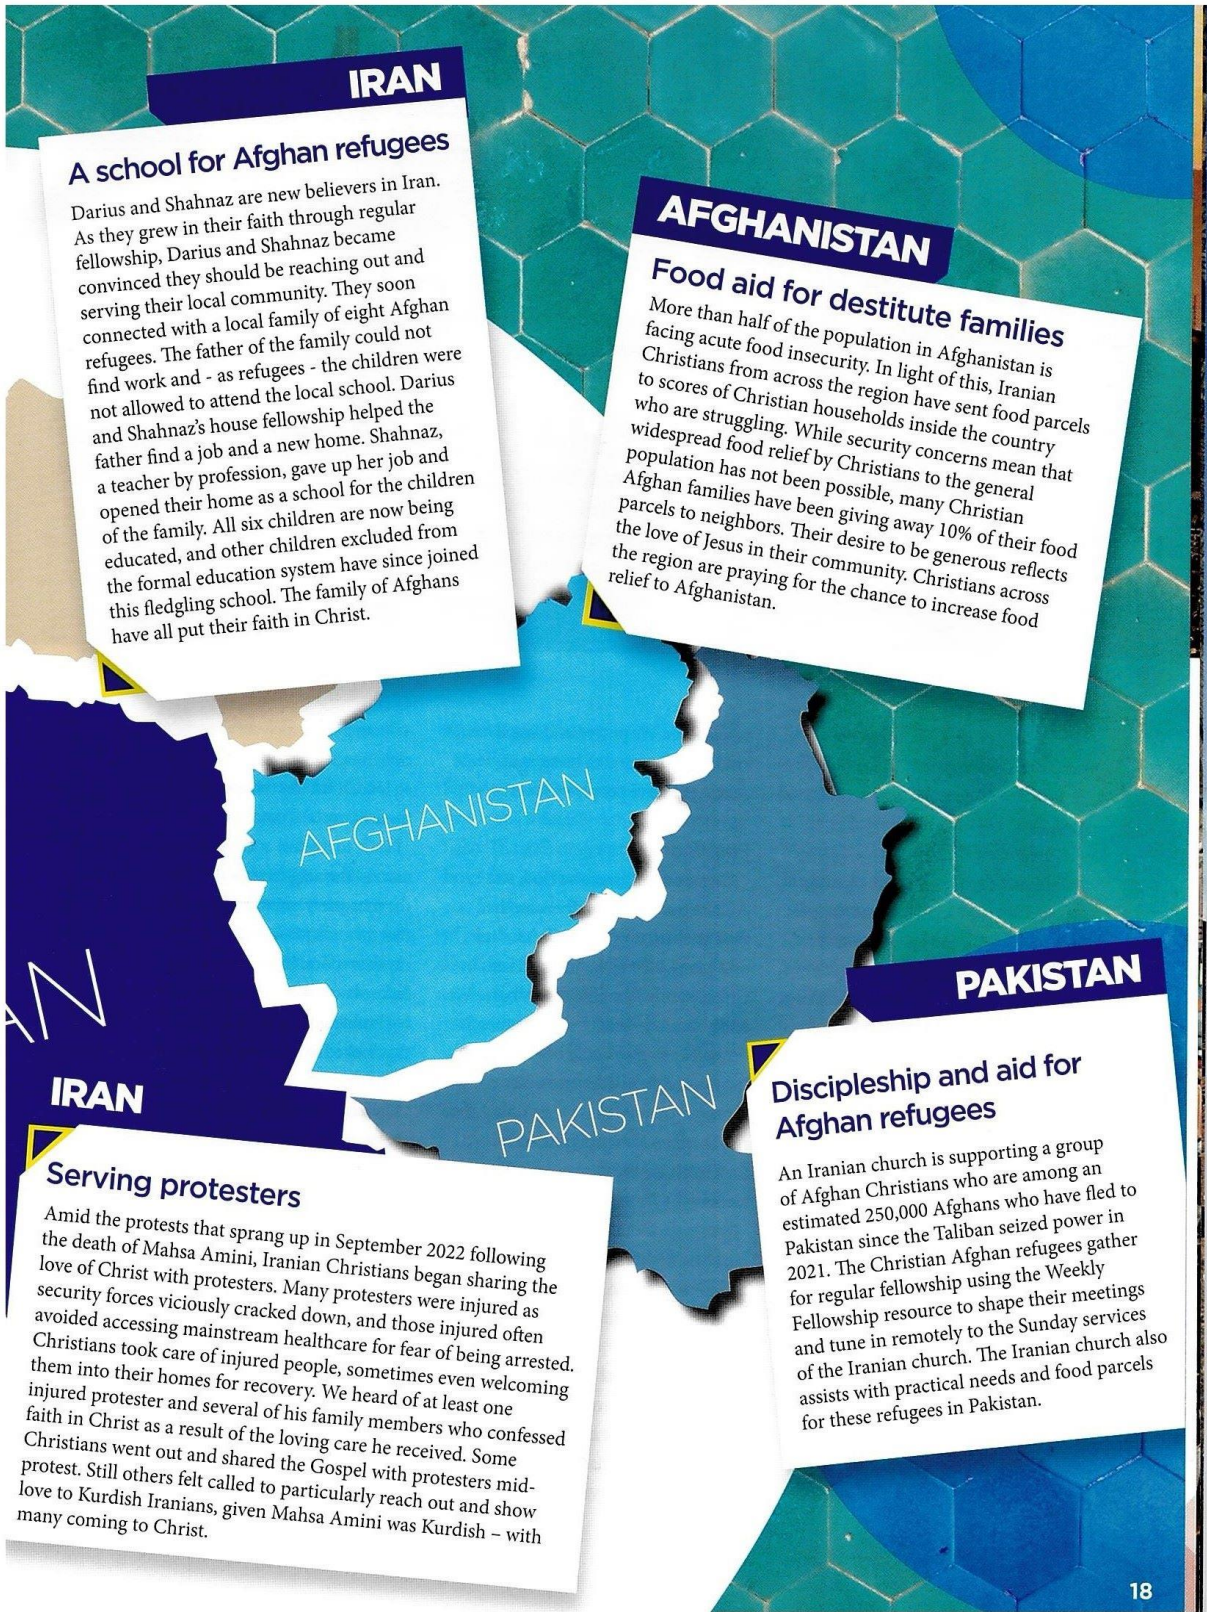 IRAN
A school for Afghan refugees
Darius and Shahnaz are new believers in Iran.
As they grew in their faith through regular
fellowship, Darius and Shahnaz became
convinced they should be reaching out and
serving their local community. They soon
connected with a local family of eight Afghan
refugees. The father of the family could not
find work and - as refugees - the children were
not allowed to attend the local school. Darius
and Shahnaz's house fellowship helped the
father find a job and a new home. Shahnaz,
a teacher by profession, gave up her job and
opened their home as a school for the children
of the family. All six children are now being
educated, and other children excluded from
the formal education system have since joined
this fledgling school. The family of Afghans
have all put their faith in Christ.
AFGHANISTAN
Food aid for destitute families
More than half of the population in Afghanistan is
facing acute food insecurity. In light of this, Iranian
Christians from across the region have sent food parcels
to scores of Christian households inside the country
who are struggling. While security concerns mean that
widespread food relief by Christians to the general
population has not been possible, many Christian
Afghan families have been giving away 10% of their food
parcels to neighbors. Their desire to be generous reflects
the love of Jesus in their community. Christians across
the region are praying for the chance to increase food
relief to Afghanistan.
AFGHANISTAN
AN
PAKISTAN
PAKISTAN
Discipleship and aid for
Afghan refugees
An Iranian church is supporting a group
of Afghan Christians who are among an
estimated 250,000 Afghans who have fled to
Pakistan since the Taliban seized power in
2021. The Christian Afghan refugees gather
for regular fellowship using the Weekly
Fellowship resource to shape their meetings
and tune in remotely to the Sunday services
of the Iranian church. The Iranian church also
assists with practical needs and food parcels
for these refugees in Pakistan.
IRAN
Serving protesters
Amid the protests that sprang up in September 2022 following
the death of Mahsa Amini, Iranian Christians began sharing the
love of Christ with protesters. Many protesters were injured as
security forces viciously cracked down, and those injured often
avoided accessing mainstream healthcare for fear of being arrested.
Christians took care of injured people, sometimes even welcoming
them into their homes for recovery. We heard of at least one
injured protester and several of his family members who confessed
faith in Christ as a result of the loving care he received. Some
Christians went out and shared the Gospel with protesters mid-
protest. Still others felt called to particularly reach out and show
love to Kurdish Iranians, given Mahsa Amini was Kurdish – with
many coming to Christ.
18